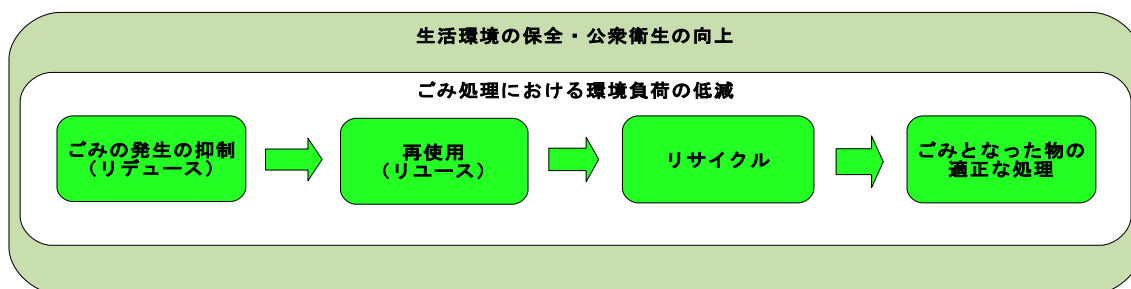 生活環境の保全・公衆衛生の向上
ごみ処理における環境負荷の低減
ごみの発生の抑制
（リデュース）
再使用
（リユース）
リサイクル
ごみとなった物の
適正な処理